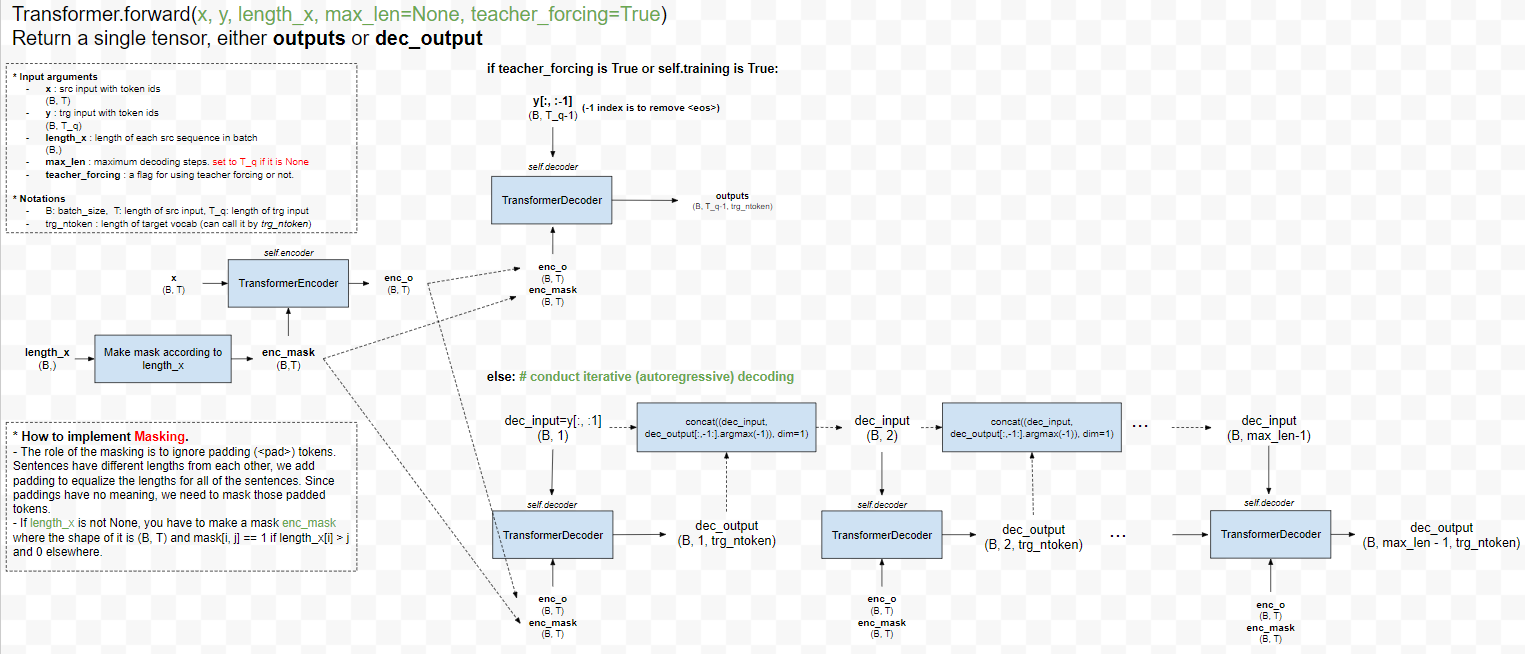 Transformer.forward(x, y, length_x, max_len=None, teacher_forcing=True)
Return a single tensor, either outputs or dec_output
* Input arguments
- x : src input with token ids
(B, T)
- y : trg input with token ids
(B, T_q)
- length_x : length of each src sequence in batch
(B,)
- max_len : maximum decoding steps. set to T_q if it is None
- teacher_forcing : a flag for using teacher forcing or not.
* Notations
- B: batch_size, T: length of src input, T_q: length of trg input
- trg_ntoken : length of target vocab (can call it by trg_ntoken)
self.encoder
x
(B, T)
TransformerEncoder
enc_o
(B, T)
length_x
(B,)
Make mask according to
length_x
enc_mask
(B,T)
* How to implement Masking.
- The role of the masking is to ignore padding (<pad>) tokens.
Sentences have different lengths from each other, we add
padding to equalize the lengths for all of the sentences. Since
paddings have no meaning, we need to mask those padded
tokens.
- If length_x is not None, you have to make a mask enc_mask
where the shape of it is (B, T) and mask[i, j] == 1 if length_x[i] > j
and 0 elsewhere.
if teacher_forcing is True or self.training is True:
y[:, :-1]
(B, T_q-1)
(-1 index is to remove <eos>)
self.decoder
TransformerDecoder
outputs
(B, T_q-1, trg_ntoken)
enc_o
(B, T)
enc_mask
(B, T)
else: # conduct iterative (autoregressive) decoding
dec_input=y[:, :1]
(B, 1)
concat((dec_input,
dec_output[:,-1:].argmax(-1)), dim=1)
dec_input
(B, 2)
concat((dec_input,
dec_output[:,-1:].argmax(-1)), dim=1)
...
dec_input
(B, max_len-1)
self.decoder
TransformerDecoder
dec_output
(B, 1, trg_ntoken)
self.decoder
TransformerDecoder
dec_output
(B, 2, trg_ntoken)
...
self.decoder
TransformerDecoder
dec_output
(B, max_len - 1, trg_ntoken)
enc_o
(B, T)
enc_mask
(B, T)
enc_o
(B, T)
enc_mask
(B, T)
enc_o
(B, T)
enc_mask
(B, T)